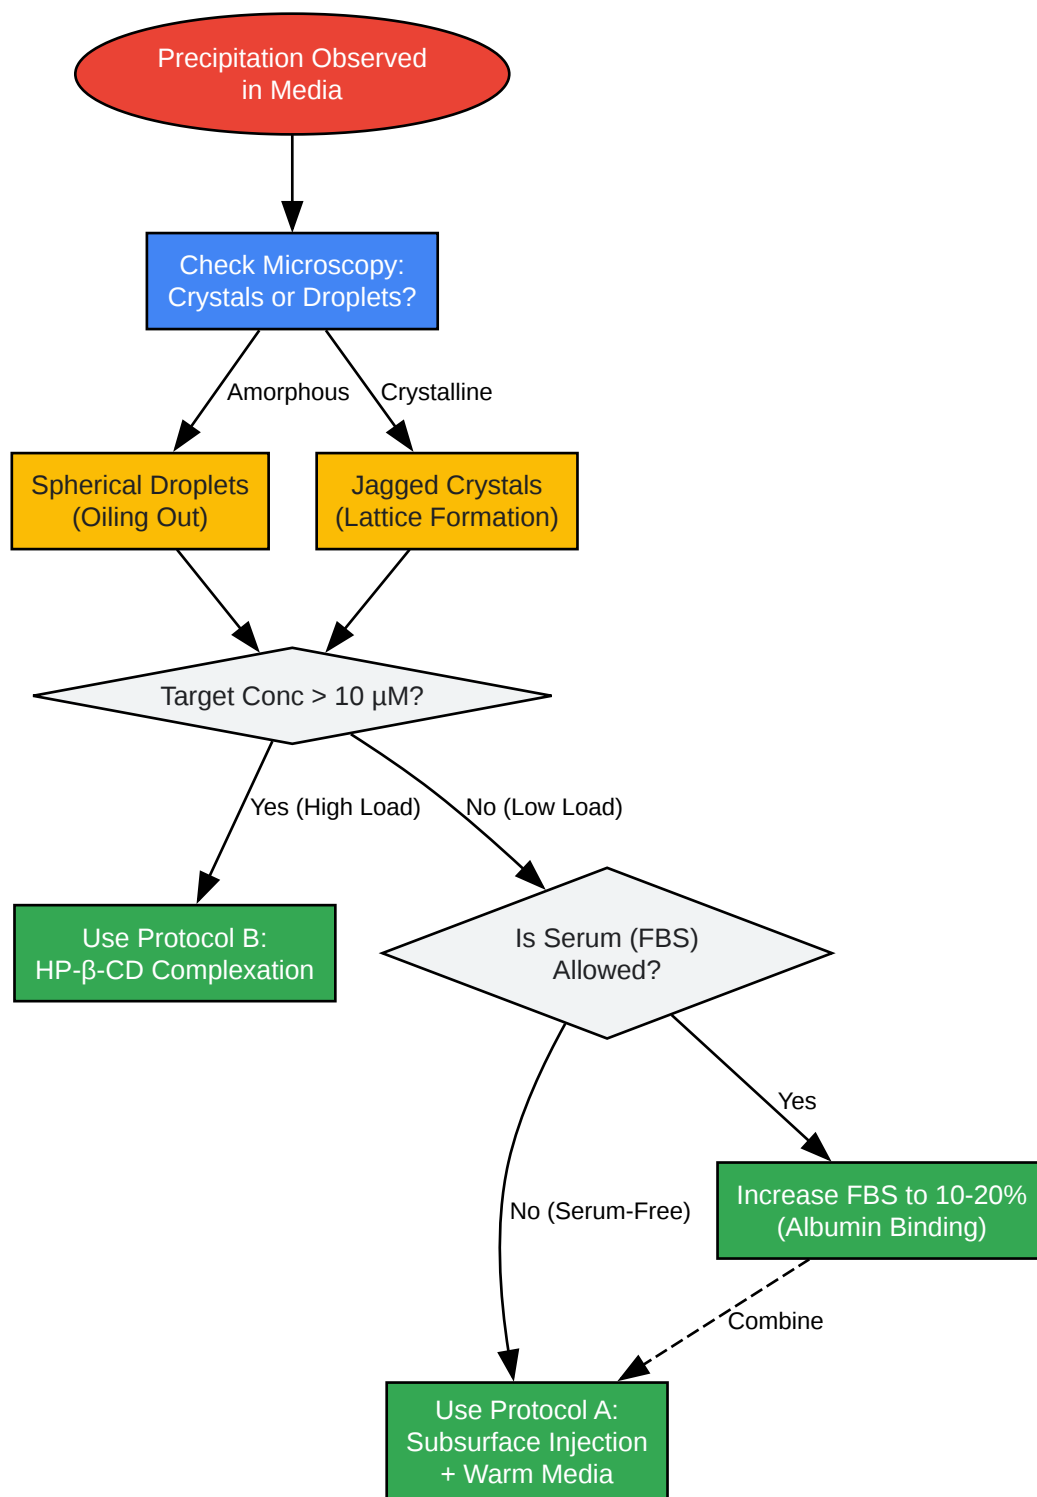 Precipitation Observed
in Media
Check Microscopy:
Crystals or Droplets?
Amorphous
Crystalline
Spherical Droplets
(Oiling Out)
Jagged Crystals
(Lattice Formation)
Target Conc > 10 µM?
Yes (High Load)
No (Low Load)
Use Protocol B:
HP-β-CD Complexation
Is Serum (FBS)
Allowed?
Yes
No (Serum-Free)
Increase FBS to 10-20%
(Albumin Binding)
Combine
Use Protocol A:
Subsurface Injection
+ Warm Media